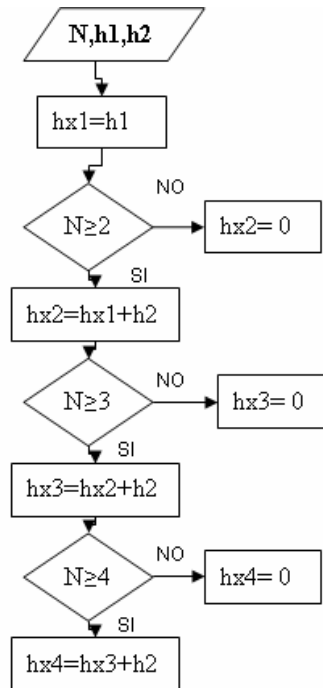 N,h1,h2
hx1=h1
N≥2
NO
hx2= 0
SI
hx2=hx1+h2
N≥3
NO
hx3= 0
SI
hx3=hx2+h2
N≥4
NO
hx4= 0
SI
hx4=hx3+h2